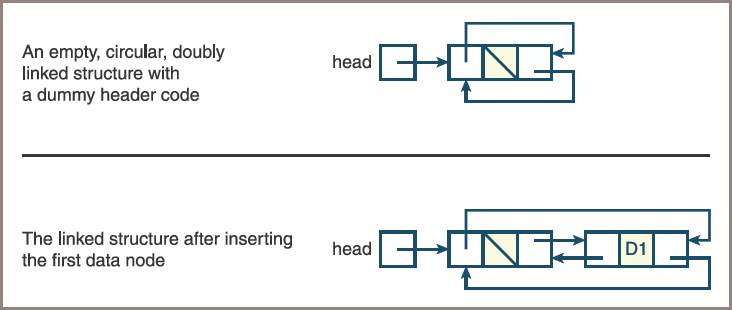 An empty, circular, doubly
linked structure with
a dummy header code
head
The linked structure after inserting
the first data node
head
D1